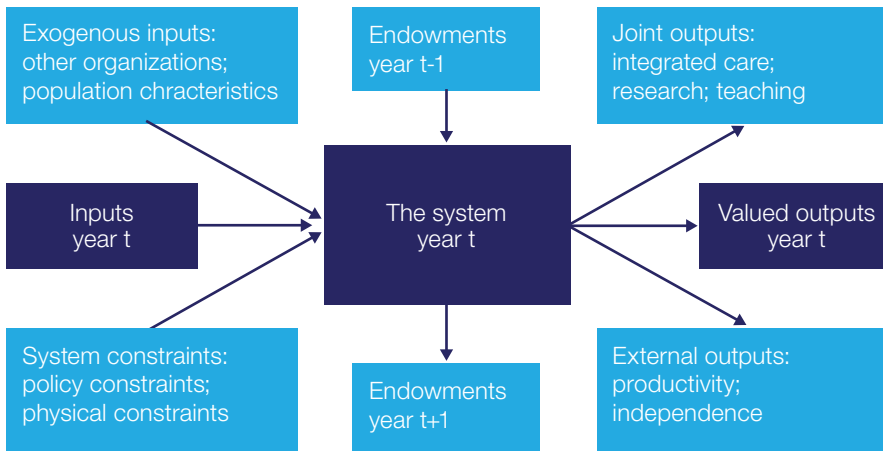 Exogenous inputs:
other organizations;
population chracteristics
Endowments
year t-1
Joint outputs:
integrated care;
research; teaching
Inputs
year t
The system
year t
Valued outputs
year t
System constraints:
policy constraints;
physical constraints
Endowments
year t+1
External outputs:
productivity;
independence